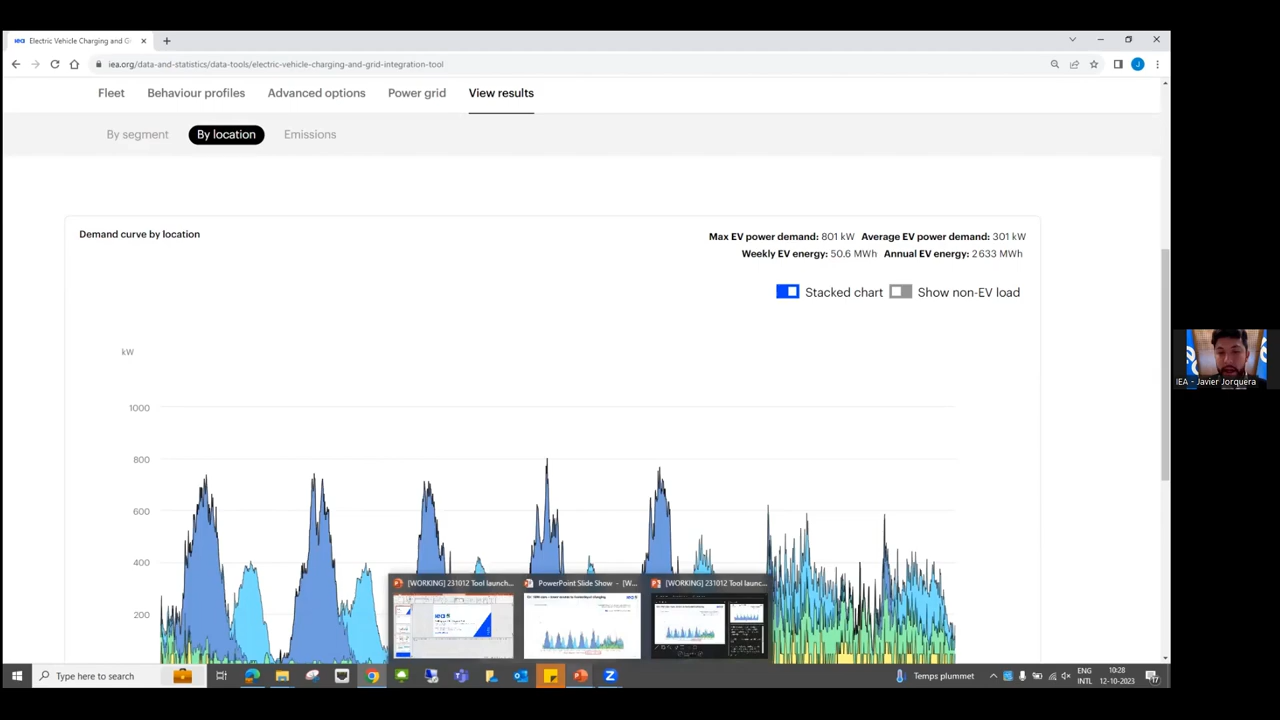 iea Electric Vehicle Charging and G
iea.org/data-and-statistics/data-tools/electric-vehicle-charging-and-grid-integration-tool
J
Fleet Behaviour profiles Advanced options Power grid View results
By segment By location Emissions
Demand curve by location
Max EV power demand: 801 kW Average EV power demand: 301 kW
Weekly EV energy: 50.6 MWh Annual EV energy: 2 633 MWh
Stacked chart Show non-EV load
kW
1000
800
600
400
200
IEA - Javier Jorquera
[WORKING] 231012 Tool launch... PowerPoint Slide Show - [W... [WORKING] 231012 Tool launc...
iea
Type here to search
Temps plummet
ENG
INTL
10:28
12-10-2023
17